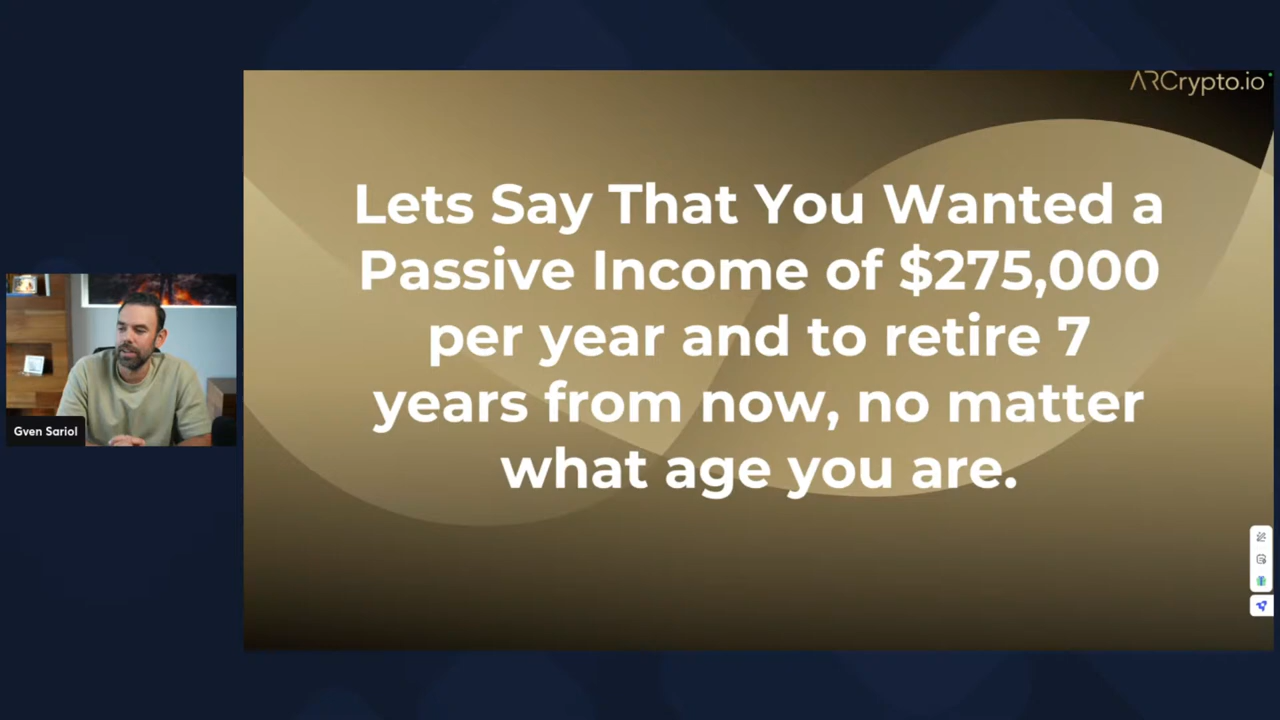 ARCrypto.io
Lets Say That You Wanted a
Passive Income of $275,000
per year and to retire 7
years from now, no matter
what age you are.
Gven Sariol